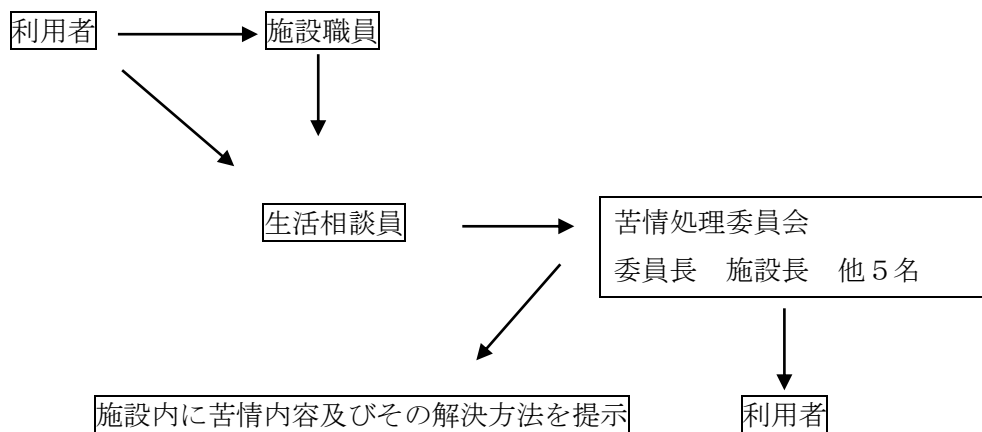 利用者
施設職員
生活相談員
苦情処理委員会
委員長　施設長　他５名
施設内に苦情内容及びその解決方法を提示
利用者